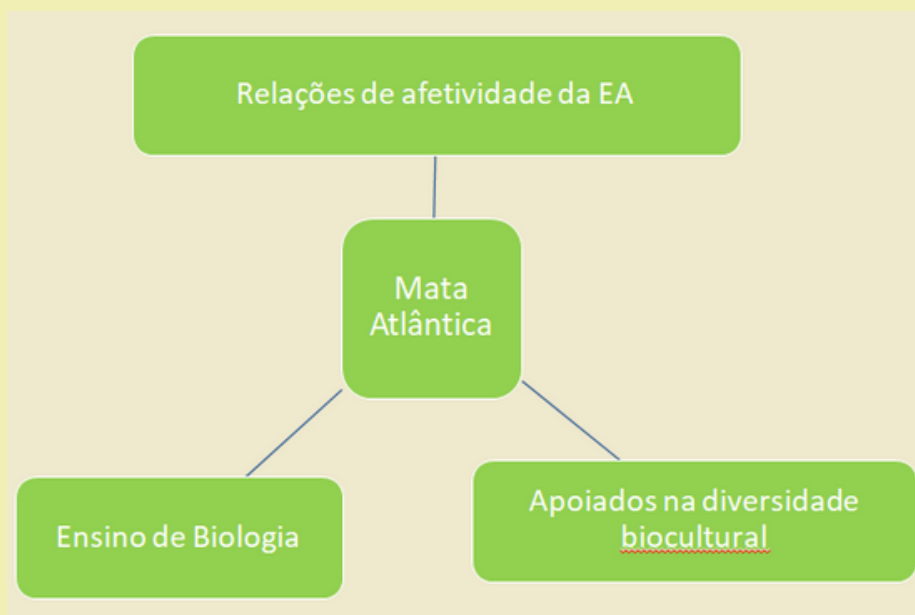 Relações de afetividade da EA
Mata
Atlântica
Ensino de Biologia
Apoiados na diversidade
biocultural